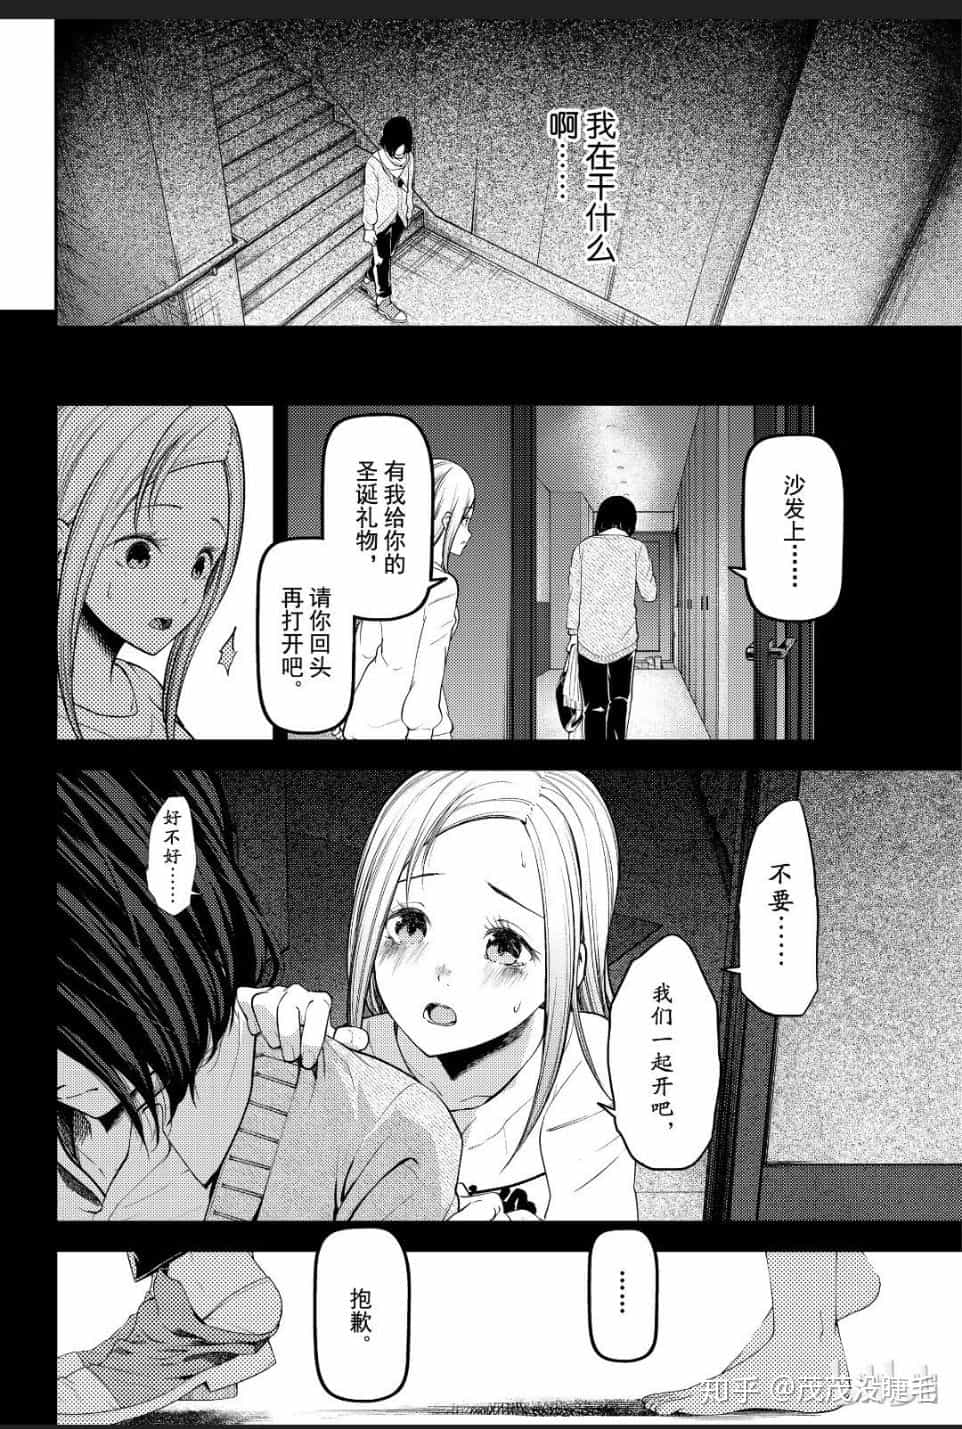 我在干什么
啊……
沙发上……
有我给你的
圣诞礼物，
请你回头
再打开吧。
不要……
我们一起开吧，
好不好……
……
抱歉。
知乎 @茂茂没睫毛